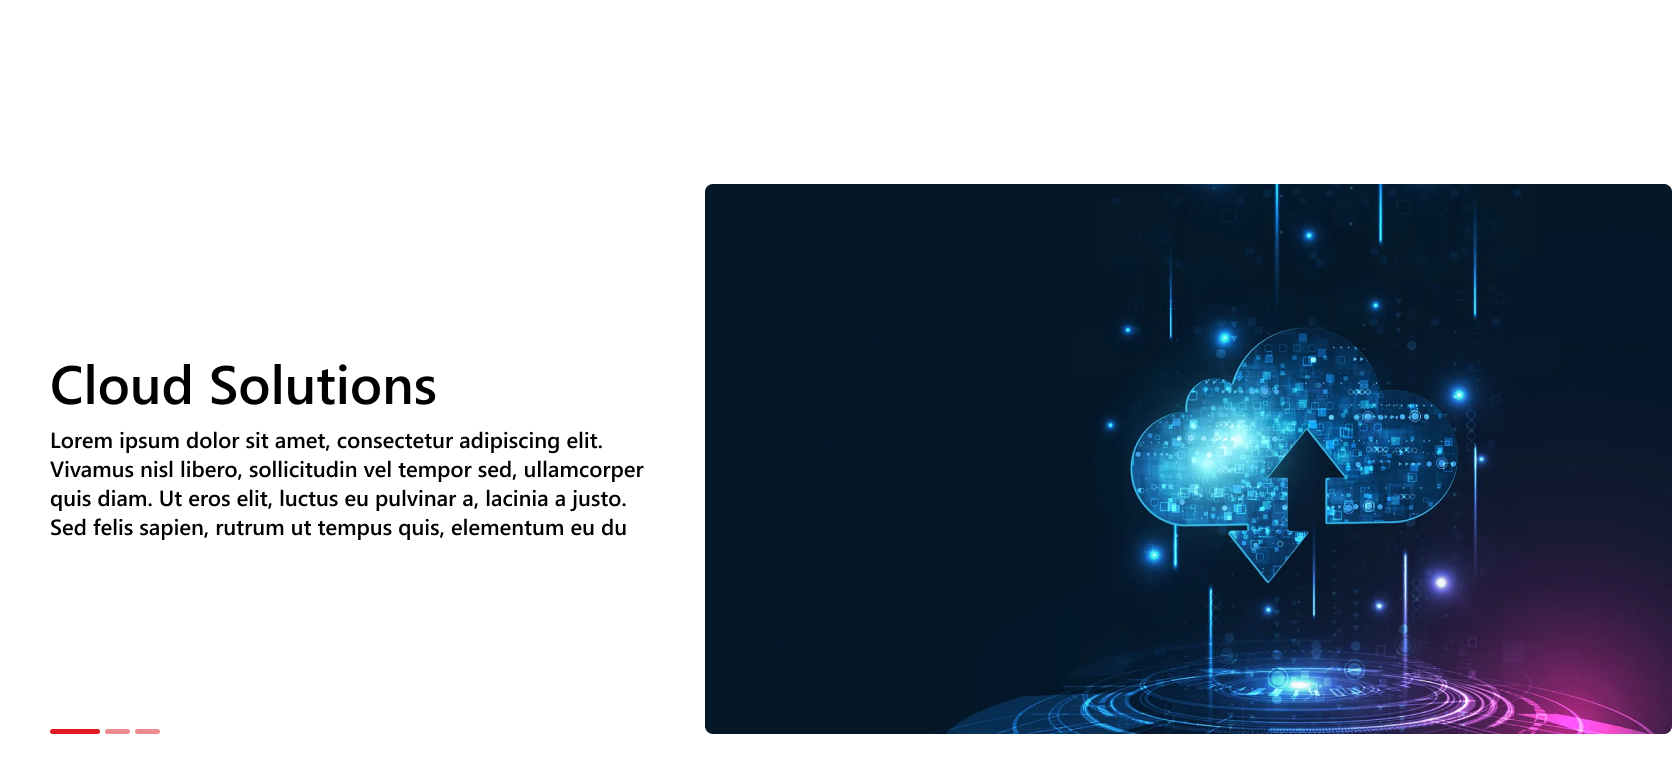 Cloud Solutions
Lorem ipsum dolor sit amet, consectetur adipiscing elit.
Vivamus nisl libero, sollicitudin vel tempor sed, ullamcorper
quis diam. Ut eros elit, luctus eu pulvinar a, lacinia a justo.
Sed felis sapien, rutrum ut tempus quis, elementum eu du